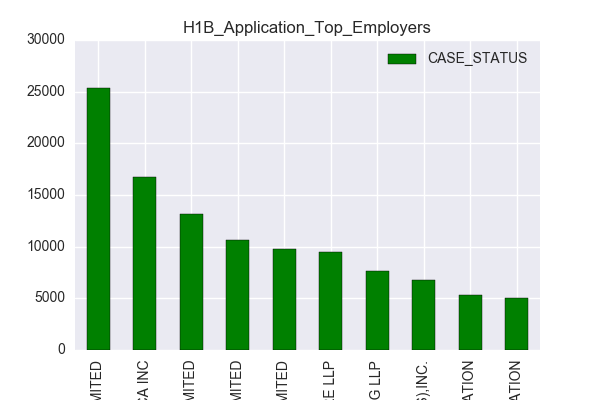 H1B_Application_Top_Employers
CASE_STATUS
30000
25000
20000
15000
10000
5000
0
MITED
CA INC
MITED
MITED
MITED
RE LLP
G LLP
S),INC.
ATION
ATION